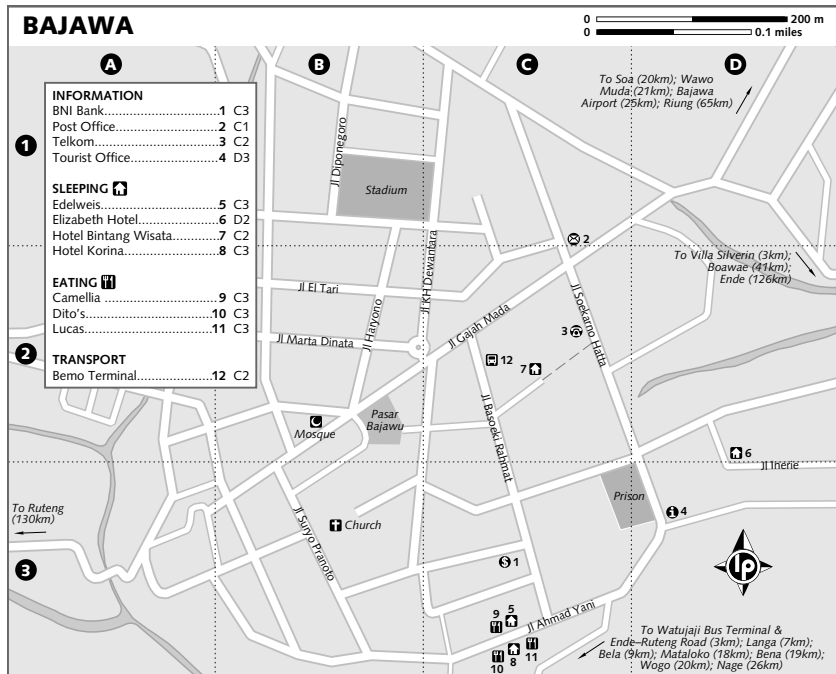 BAJAWA
0 200 m
0 0.1 miles
A
B
C
D
1
2
3
INFORMATION
BNI Bank..........................1 C3
Post Office......................2 C1
Telkom............................3 C2
Tourist Office..................4 D3
SLEEPING
Edelweis..........................5 C3
Elizabeth Hotel................6 D2
Hotel Bintang Wisata.......7 C2
Hotel Korina....................8 C3
EATING
Camellia ..........................9 C3
Dito's.............................10 C3
Lucas.............................11 C3
TRANSPORT
Bemo Terminal...............12 C2
To Soa (20km); Wawo
Muda (21km); Bajawa
Airport (25km); Riung (65km)
Jl Diponegoro
Stadium
2
To Villa Silverin (3km);
Boawae (41km);
Ende (126km)
Jl El Tari
Jl KH Dewantara
Jl Haryono
Jl Marta Dinata
Jl Gajah Mada
Jl Soekarno Hatta
3
12
7
Jl Basoeki Rahmat
Pasar
Bajawu
Mosque
6
Jl Inerie
Prison
4
To Ruteng
(130km)
Jl Suryo Pranoto
Church
1
lp
9
5
Jl Ahmad Yani
10
8
11
To Watujaji Bus Terminal &
Ende–Ruteng Road (3km); Langa (7km);
Bela (9km); Mataloko (18km); Bena (19km);
Wogo (20km); Nage (26km)